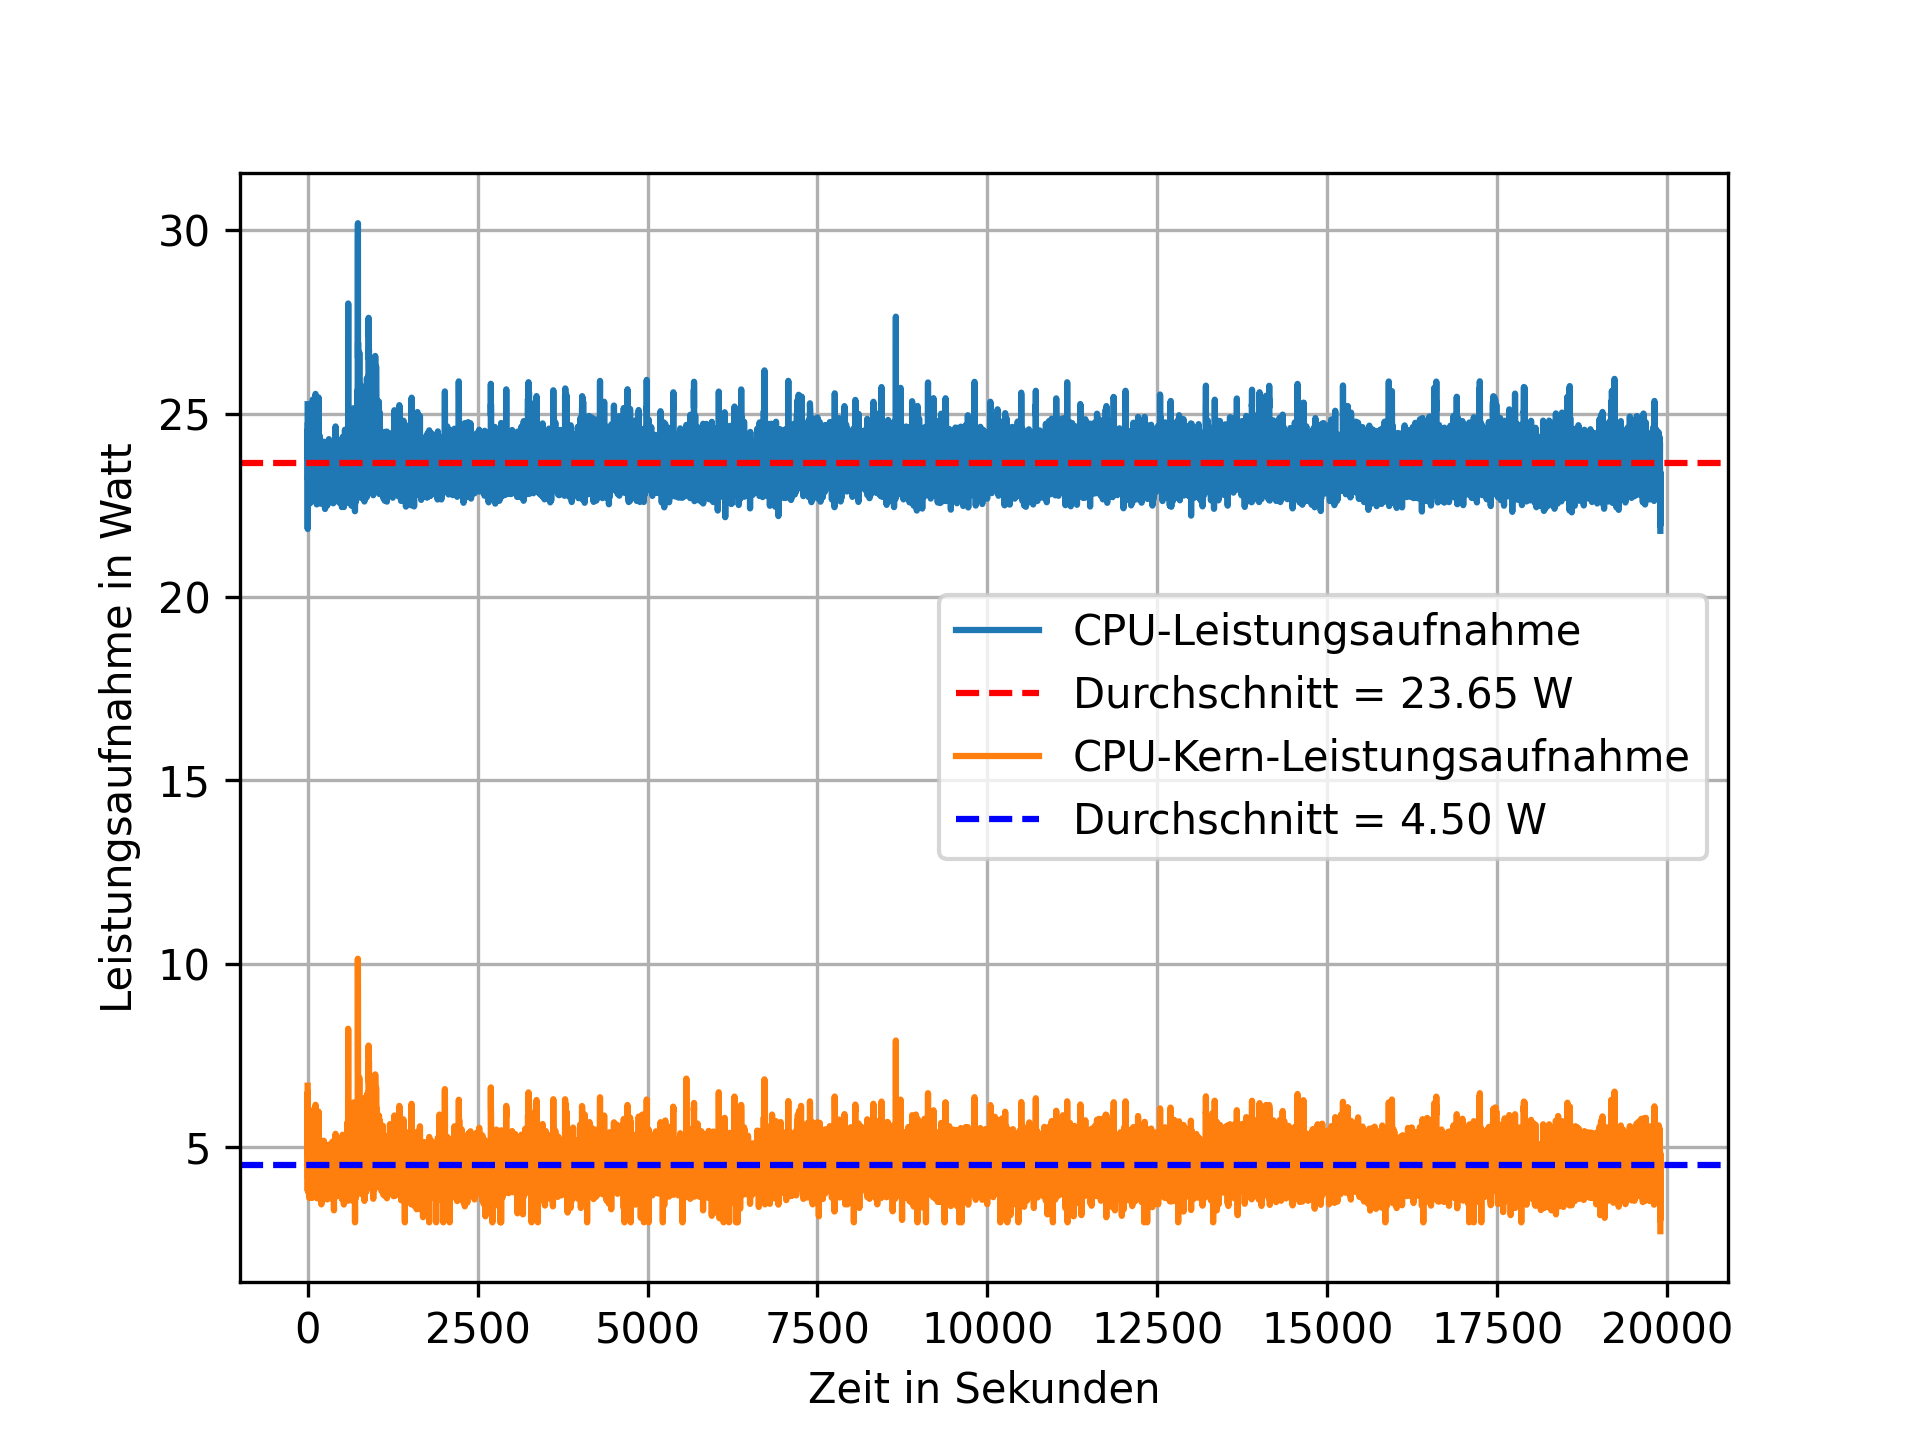 30
25
20
15
10
5
Leistungsaufnahme in Watt
CPU-Leistungsaufnahme
Durchschnitt = 23.65 W
CPU-Kern-Leistungsaufnahme
Durchschnitt = 4.50 W
0 2500 5000 7500 10000 12500 15000 17500 20000
Zeit in Sekunden